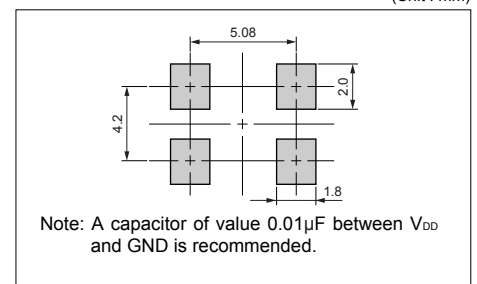 (Unit : mm)
5.08
4.2
2.0
1.8
Note: A capacitor of value 0.01µF between VDD
and GND is recommended.